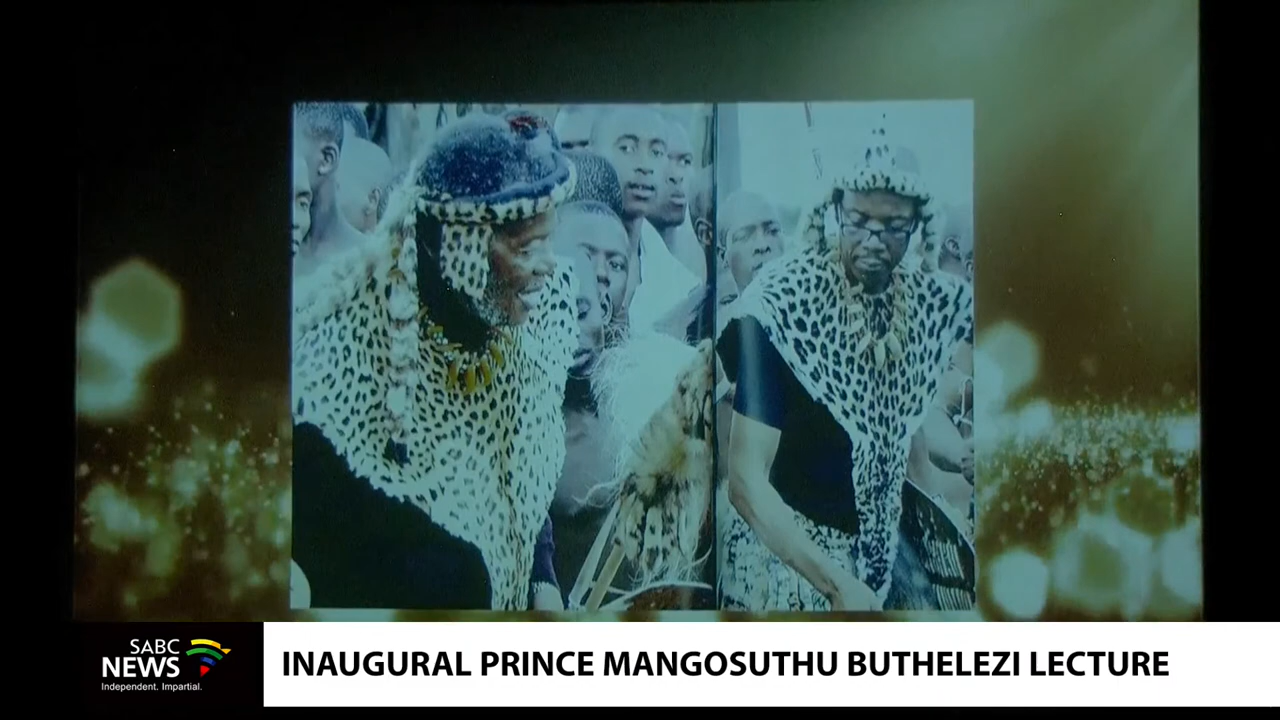 SABC
NEWS
Independent. Impartial.
INAUGURAL PRINCE MANGOSUTHU BUTHELEZI LECTURE